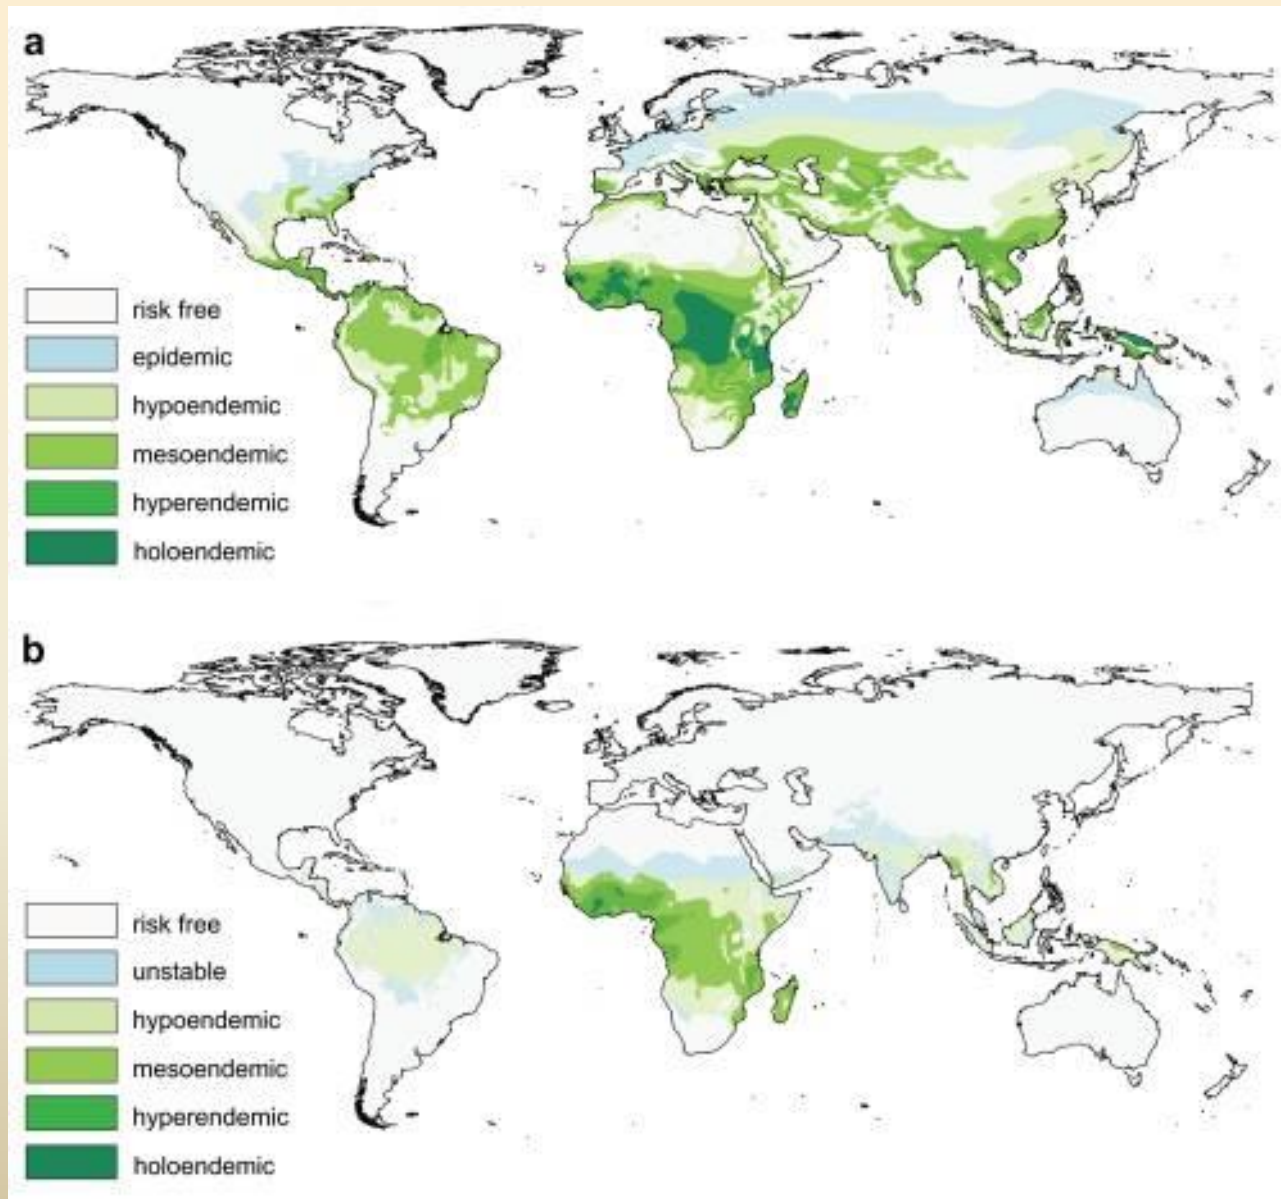 a
risk free
epidemic
hypoendemic
mesoendemic
hyperendemic
holoendemic
b
risk free
unstable
hypoendemic
mesoendemic
hyperendemic
holoendemic